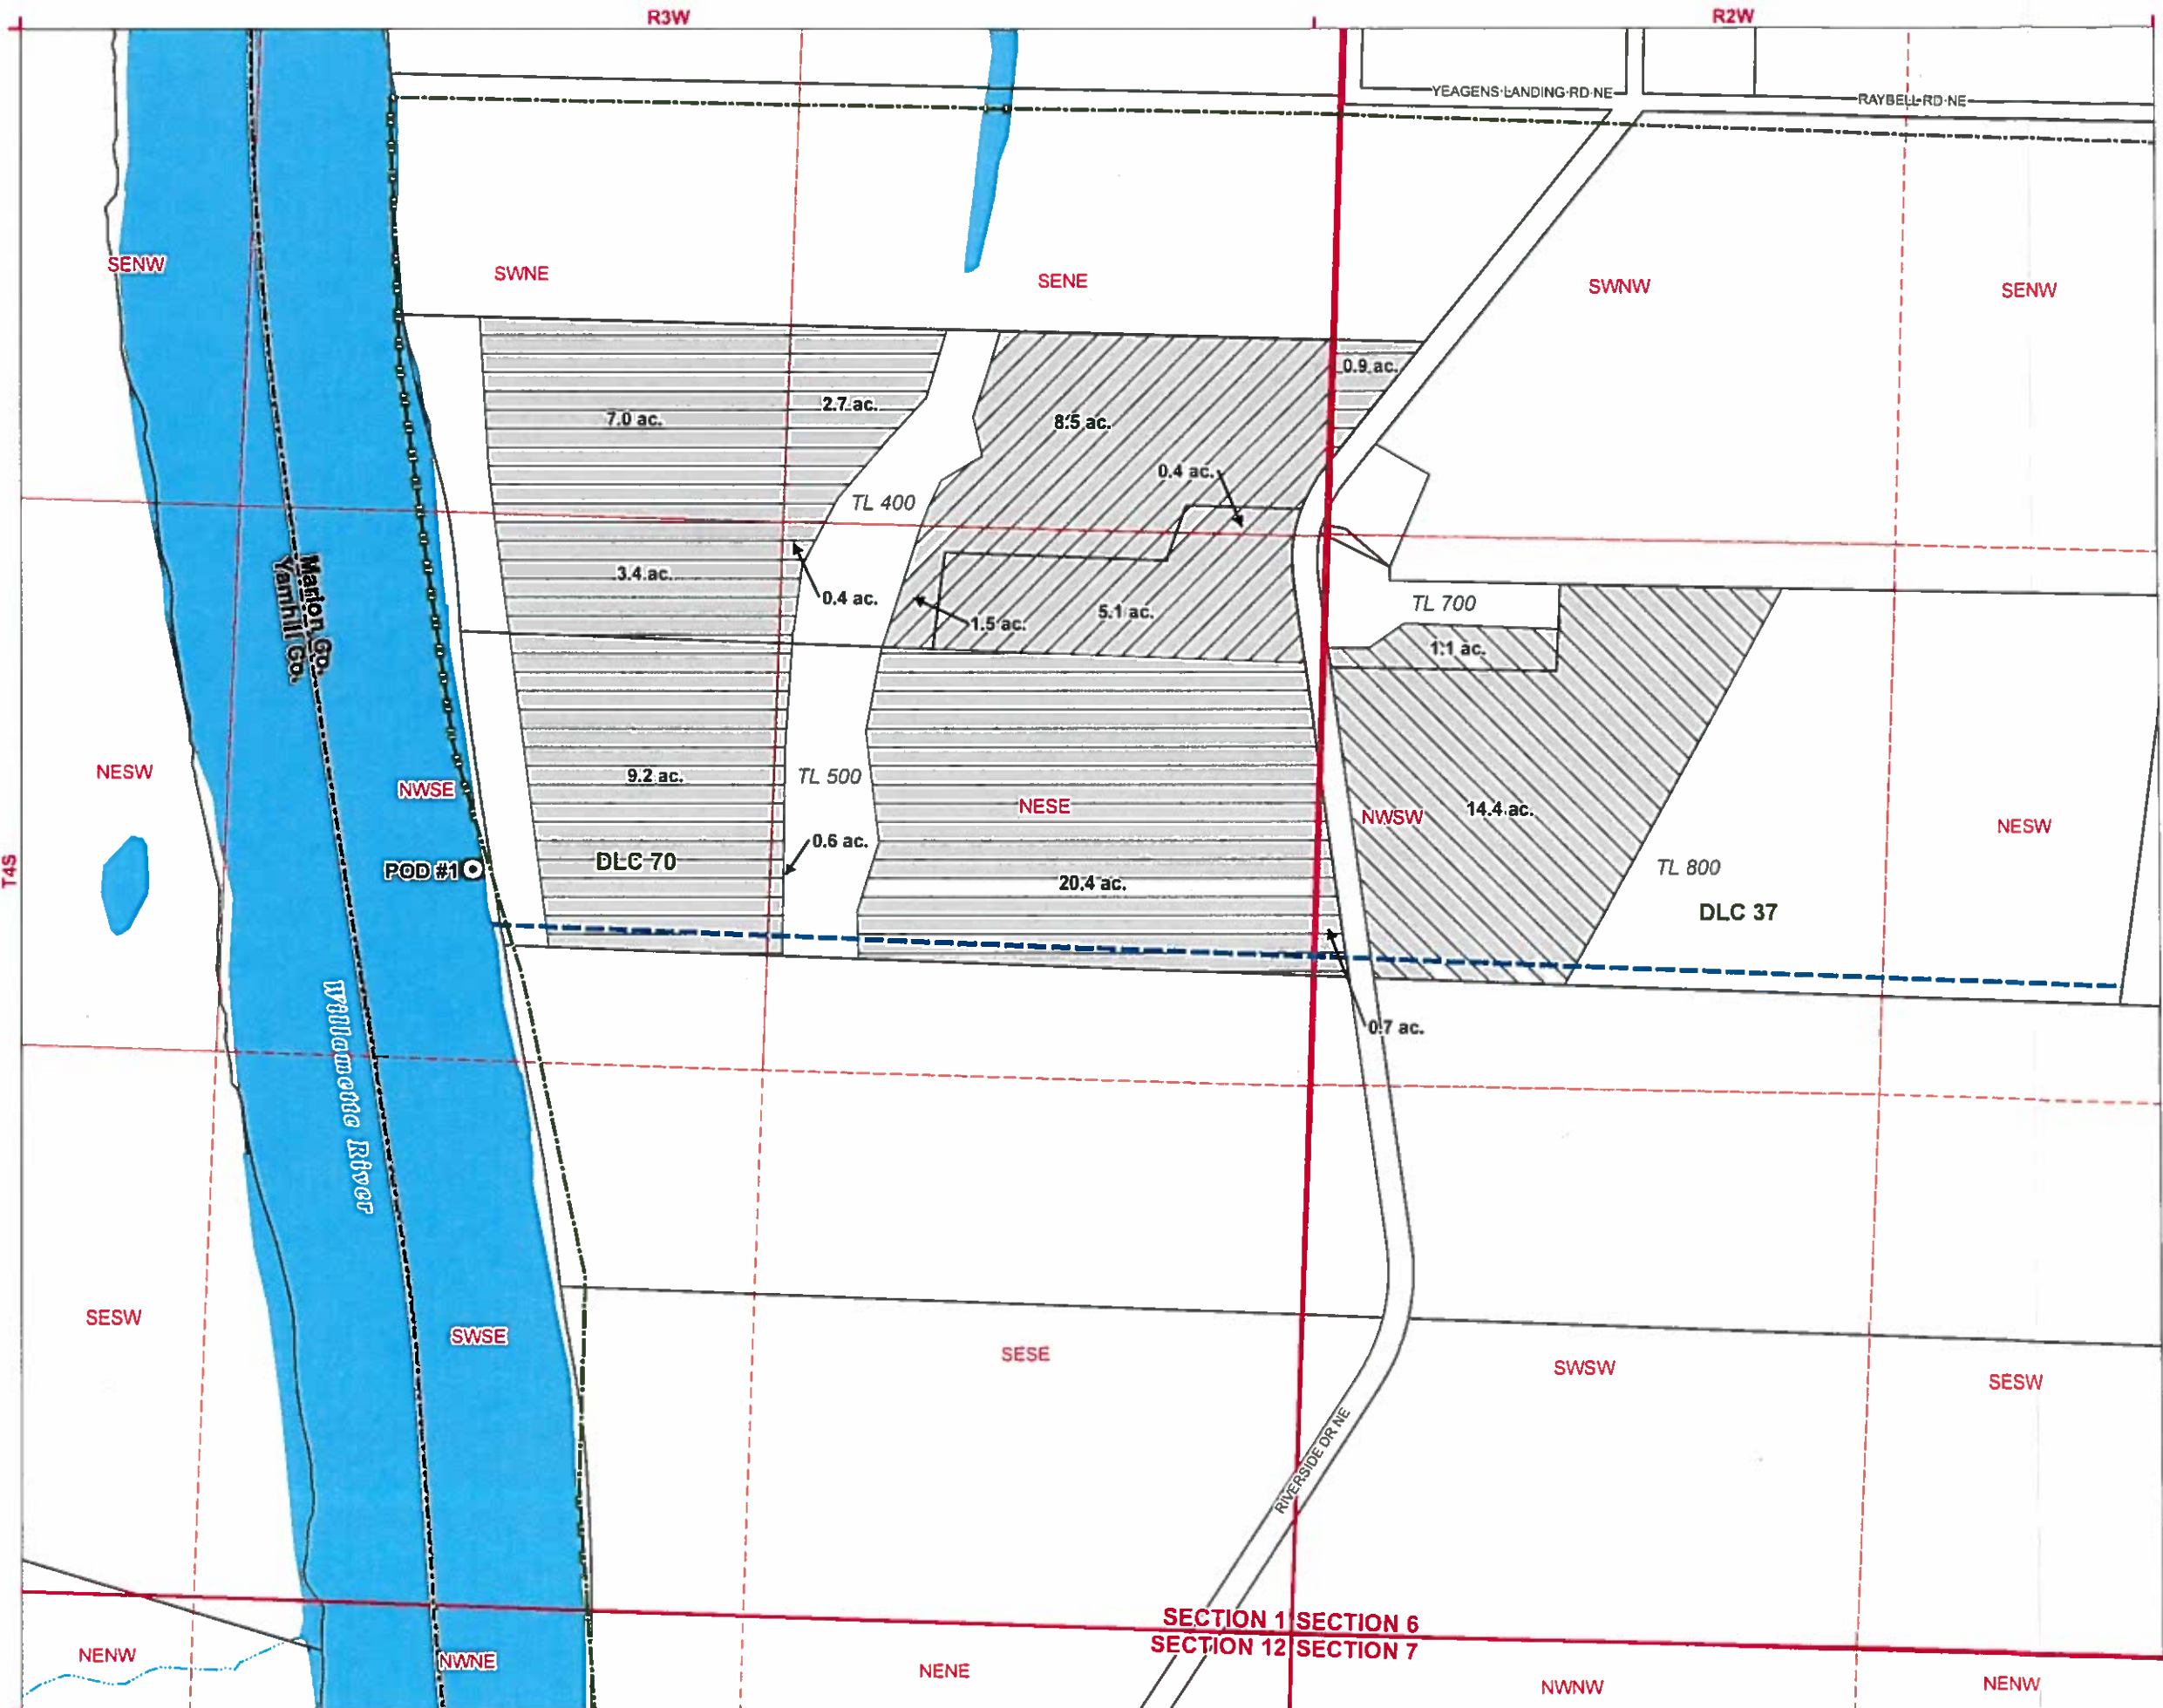 R3W
R2W
YEAGENS LANDING RD NE
RAYBELL RD NE
SENW
SWNE
SENE
SWNW
SENW
0.9 ac.
7.0 ac.
2.7 ac.
8.5 ac.
0.4 ac.
TL 400
3.4 ac.
0.4 ac.
1.5 ac.
5.1 ac.
TL 700
1.1 ac.
Marion Co.
Yamhill Co.
NESW
NWSE
9.2 ac.
TL 500
NESE
NWSW
14.4 ac.
NESW
T4S
POD #1
DLC 70
0.6 ac.
20.4 ac.
TL 800
DLC 37
0.7 ac.
Willamette River
SESW
SWSE
SESE
SWSW
SESW
RIVERSIDE DR NE
SECTION 1 SECTION 6
SECTION 12 SECTION 7
NENW
NWNE
NENE
NWNW
NENW